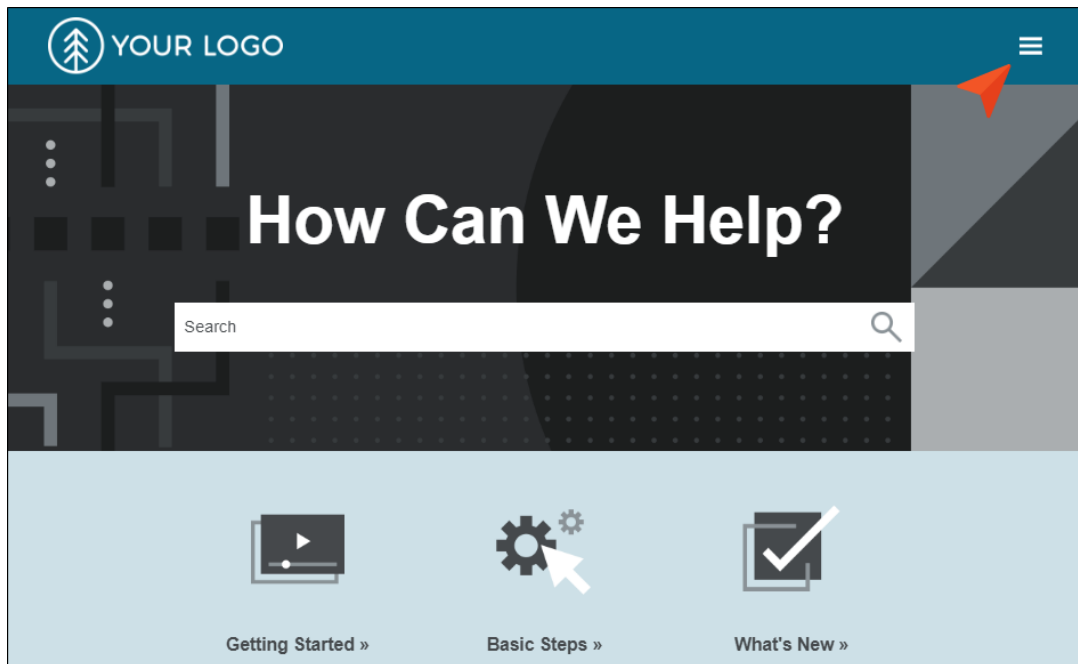 YOUR LOGO
How Can We Help?
Search
Getting Started »
Basic Steps »
What's New »